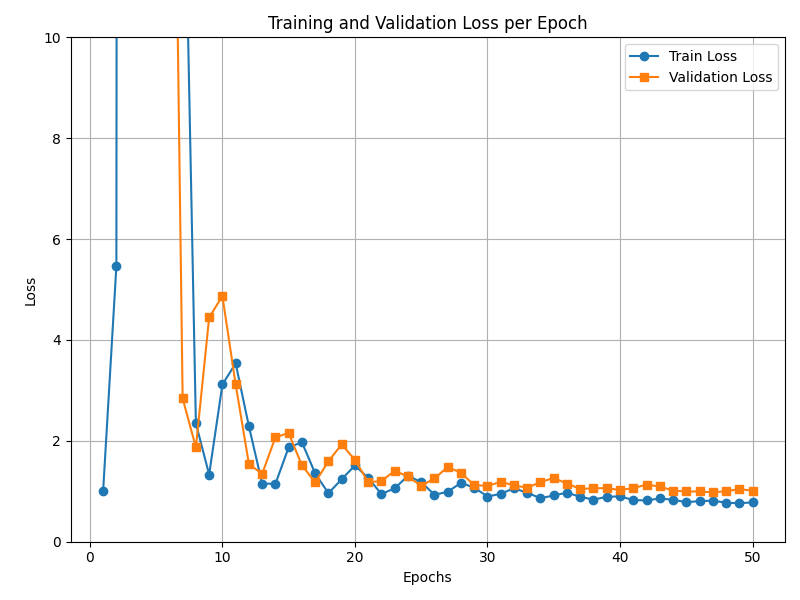 Training and Validation Loss per Epoch
Train Loss
Validation Loss
Loss
10
8
6
4
2
0
0 10 20 30 40 50
Epochs